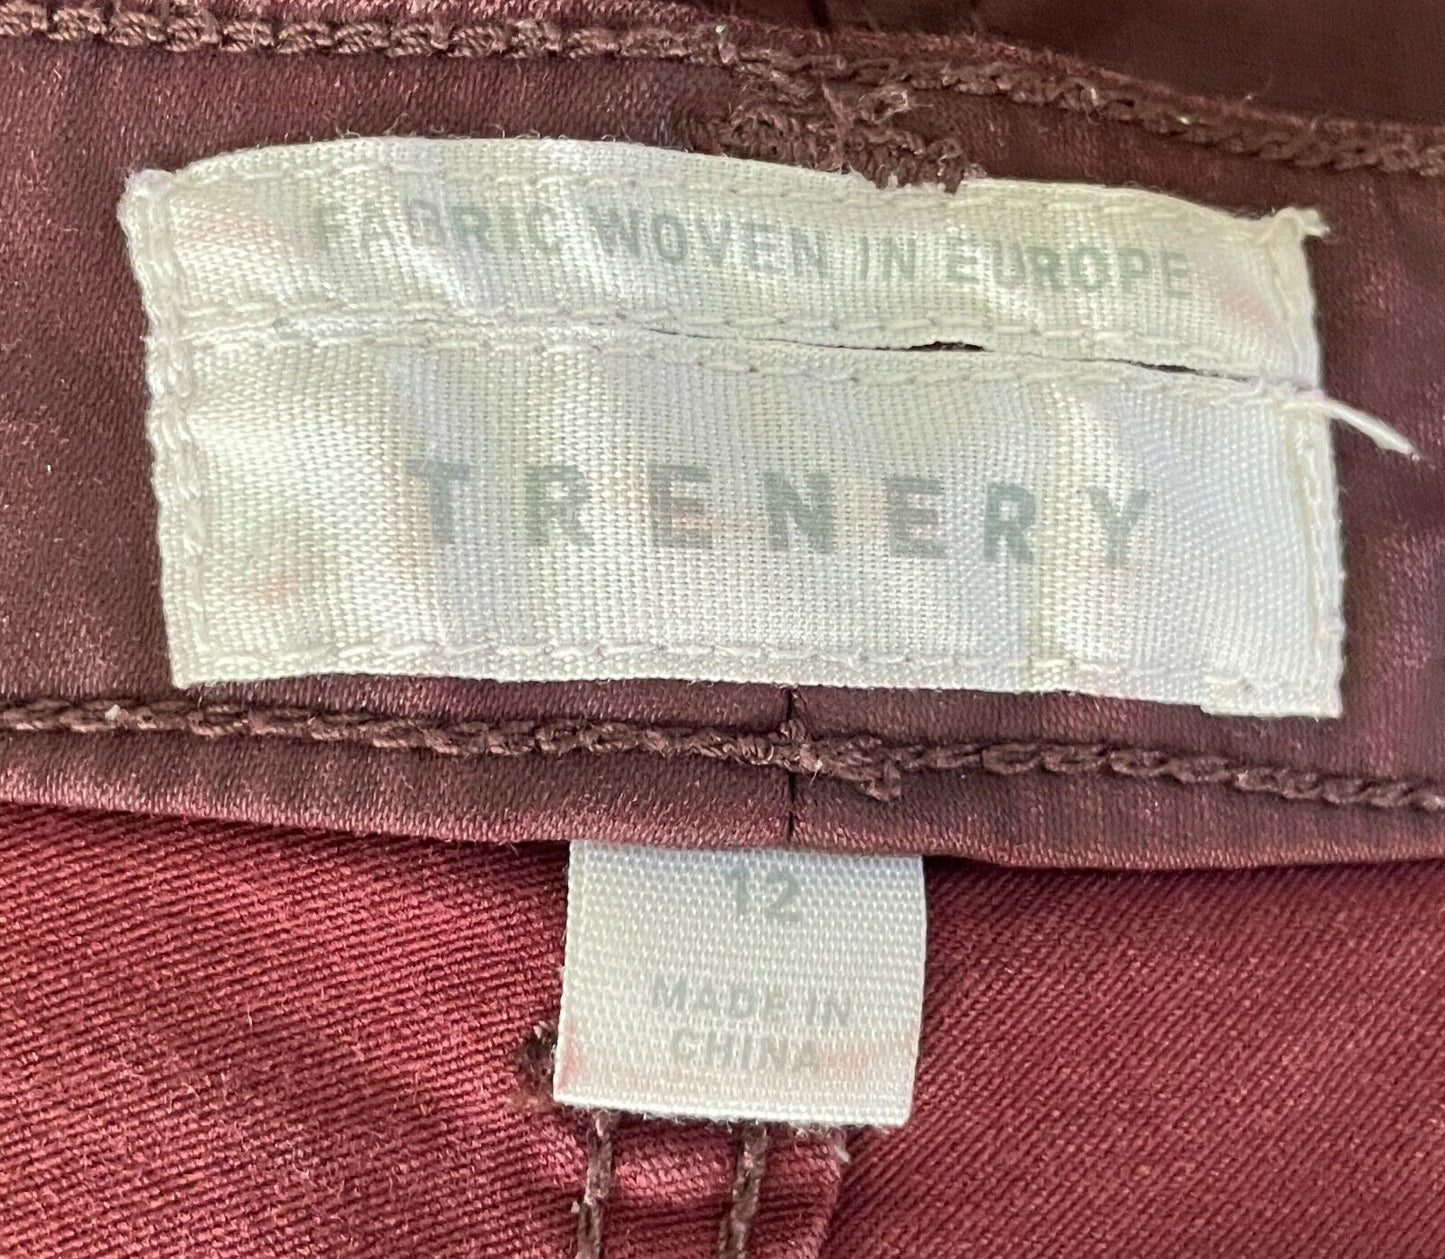 FABRIC WOVEN IN EUROPE
TRENERY
12
MADE IN
CHINA